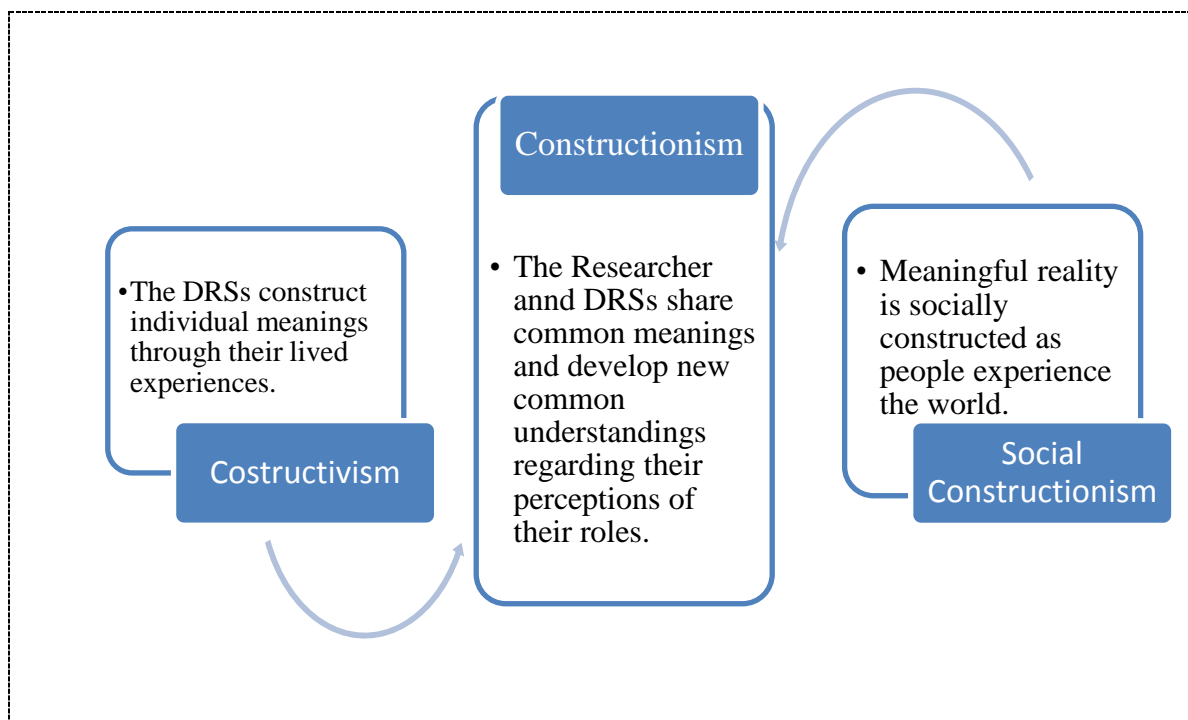 •The DRSs construct
individual meanings
through their lived
experiences.
Costructivism
Constructionism
• The Researcher
annd DRSs share
common meanings
and develop new
common
understandings
regarding their
perceptions of
their roles.
• Meaningful reality
is socially
constructed as
people experience
the world.
Social
Constructionism